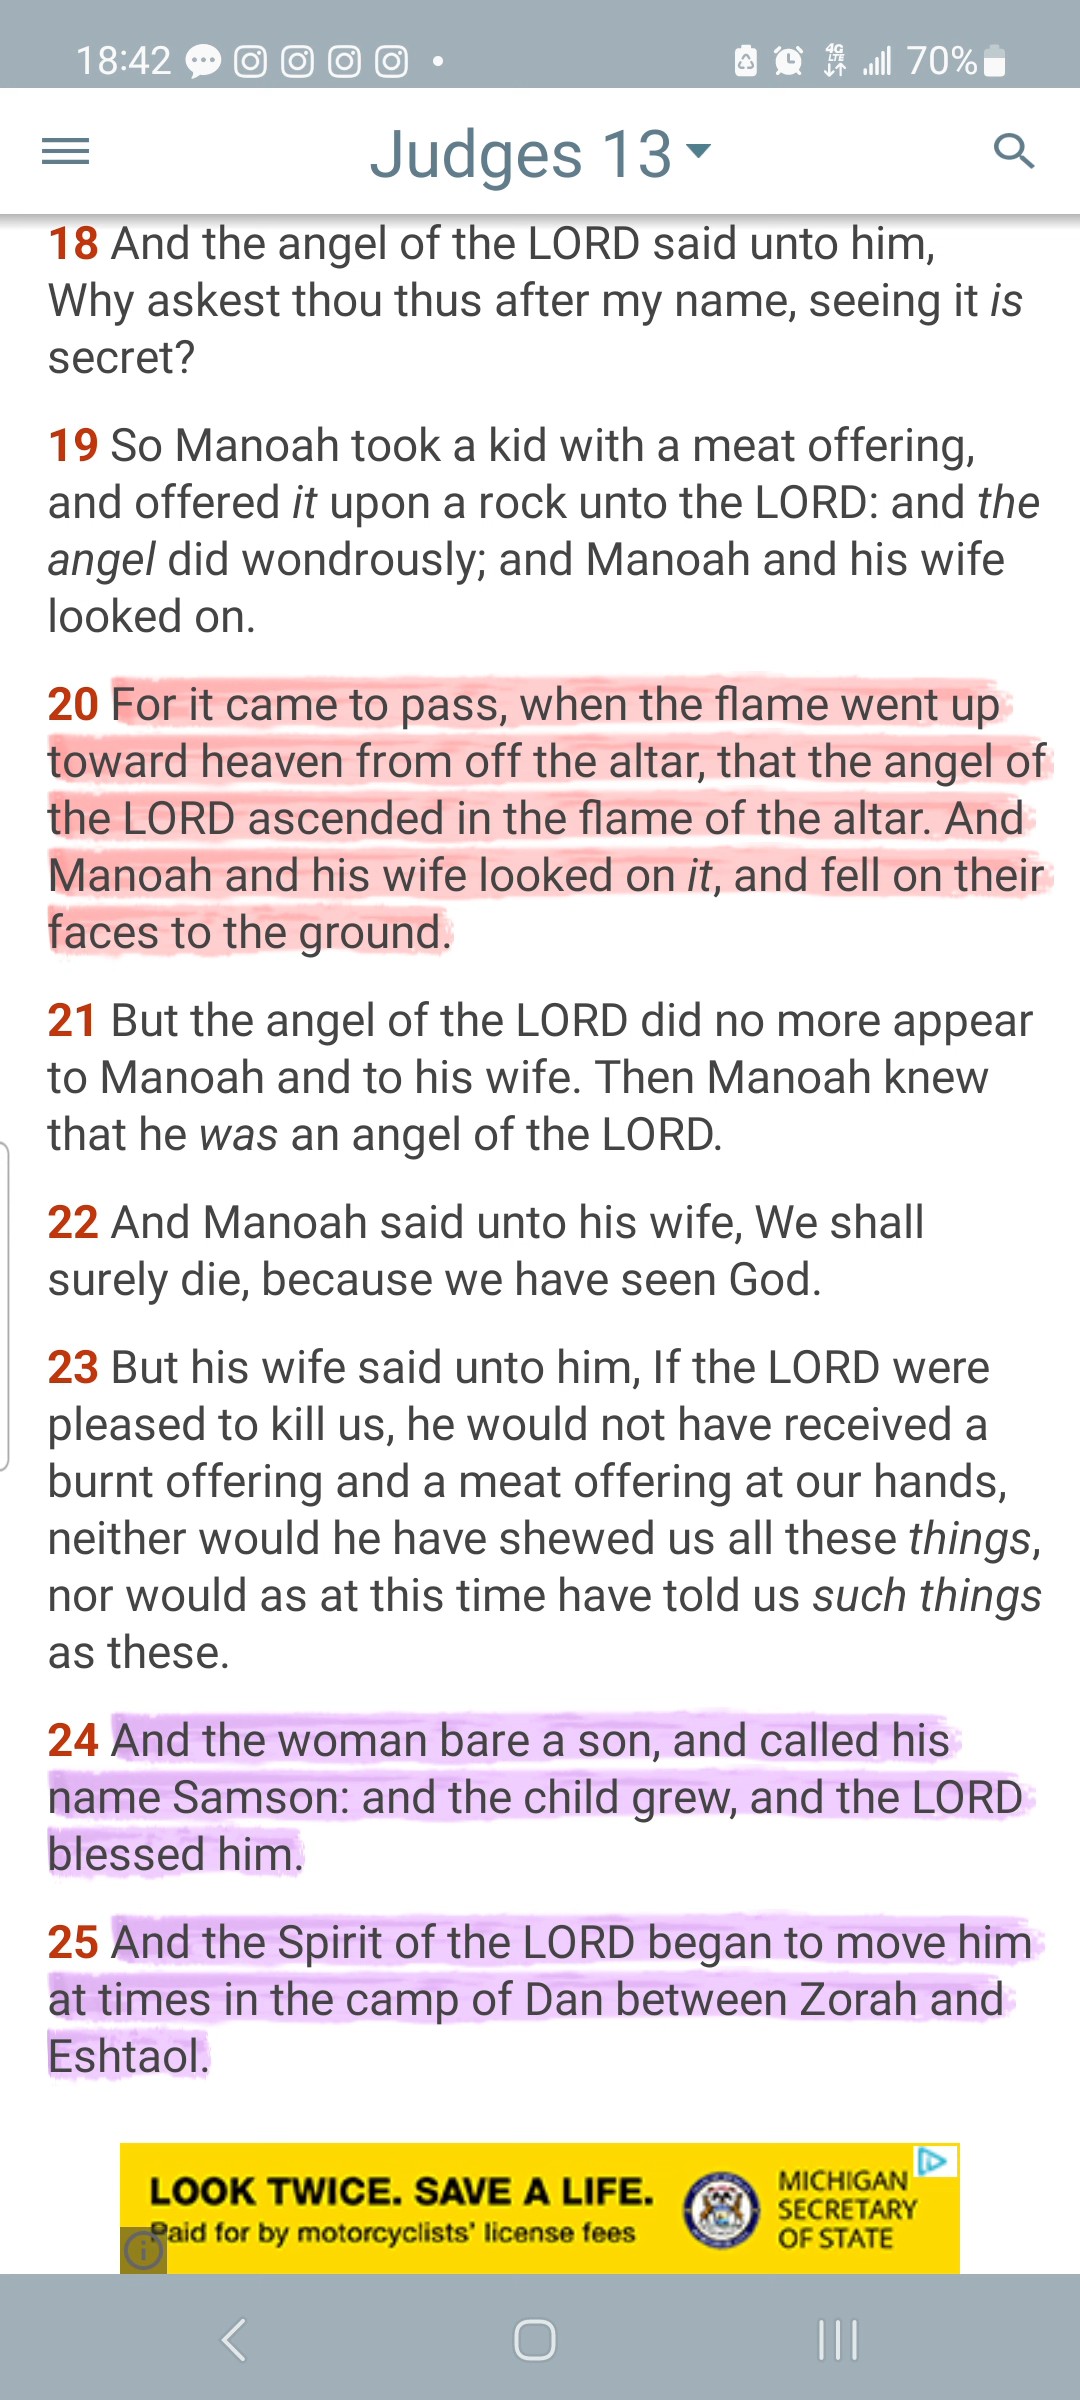 18:42
4G
LTE
70%
Judges 13
18 And the angel of the LORD said unto him,
Why askest thou thus after my name, seeing it is
secret?
19 So Manoah took a kid with a meat offering,
and offered it upon a rock unto the LORD: and the
angel did wondrously; and Manoah and his wife
looked on.
20 For it came to pass, when the flame went up
toward heaven from off the altar, that the angel of
the LORD ascended in the flame of the altar. And
Manoah and his wife looked on it, and fell on their
faces to the ground.
21 But the angel of the LORD did no more appear
to Manoah and to his wife. Then Manoah knew
that he was an angel of the LORD.
22 And Manoah said unto his wife, We shall
surely die, because we have seen God.
23 But his wife said unto him, If the LORD were
pleased to kill us, he would not have received a
burnt offering and a meat offering at our hands,
neither would he have shewed us all these things,
nor would as at this time have told us such things
as these.
24 And the woman bare a son, and called his
name Samson: and the child grew, and the LORD
blessed him.
25 And the Spirit of the LORD began to move him
at times in the camp of Dan between Zorah and
Eshtaol.
LOOK TWICE. SAVE A LIFE.
Paid for by motorcyclists' license fees
MICHIGAN
SECRETARY
OF STATE